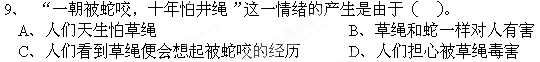 9、 “一朝被蛇咬，十年怕井绳”这一情绪的产生是由于（ ）。
A、人们天生怕草绳 B、草绳和蛇一样对人有害
C、人们看到草绳便会想起被蛇咬的经历 D、人们担心被草绳毒害